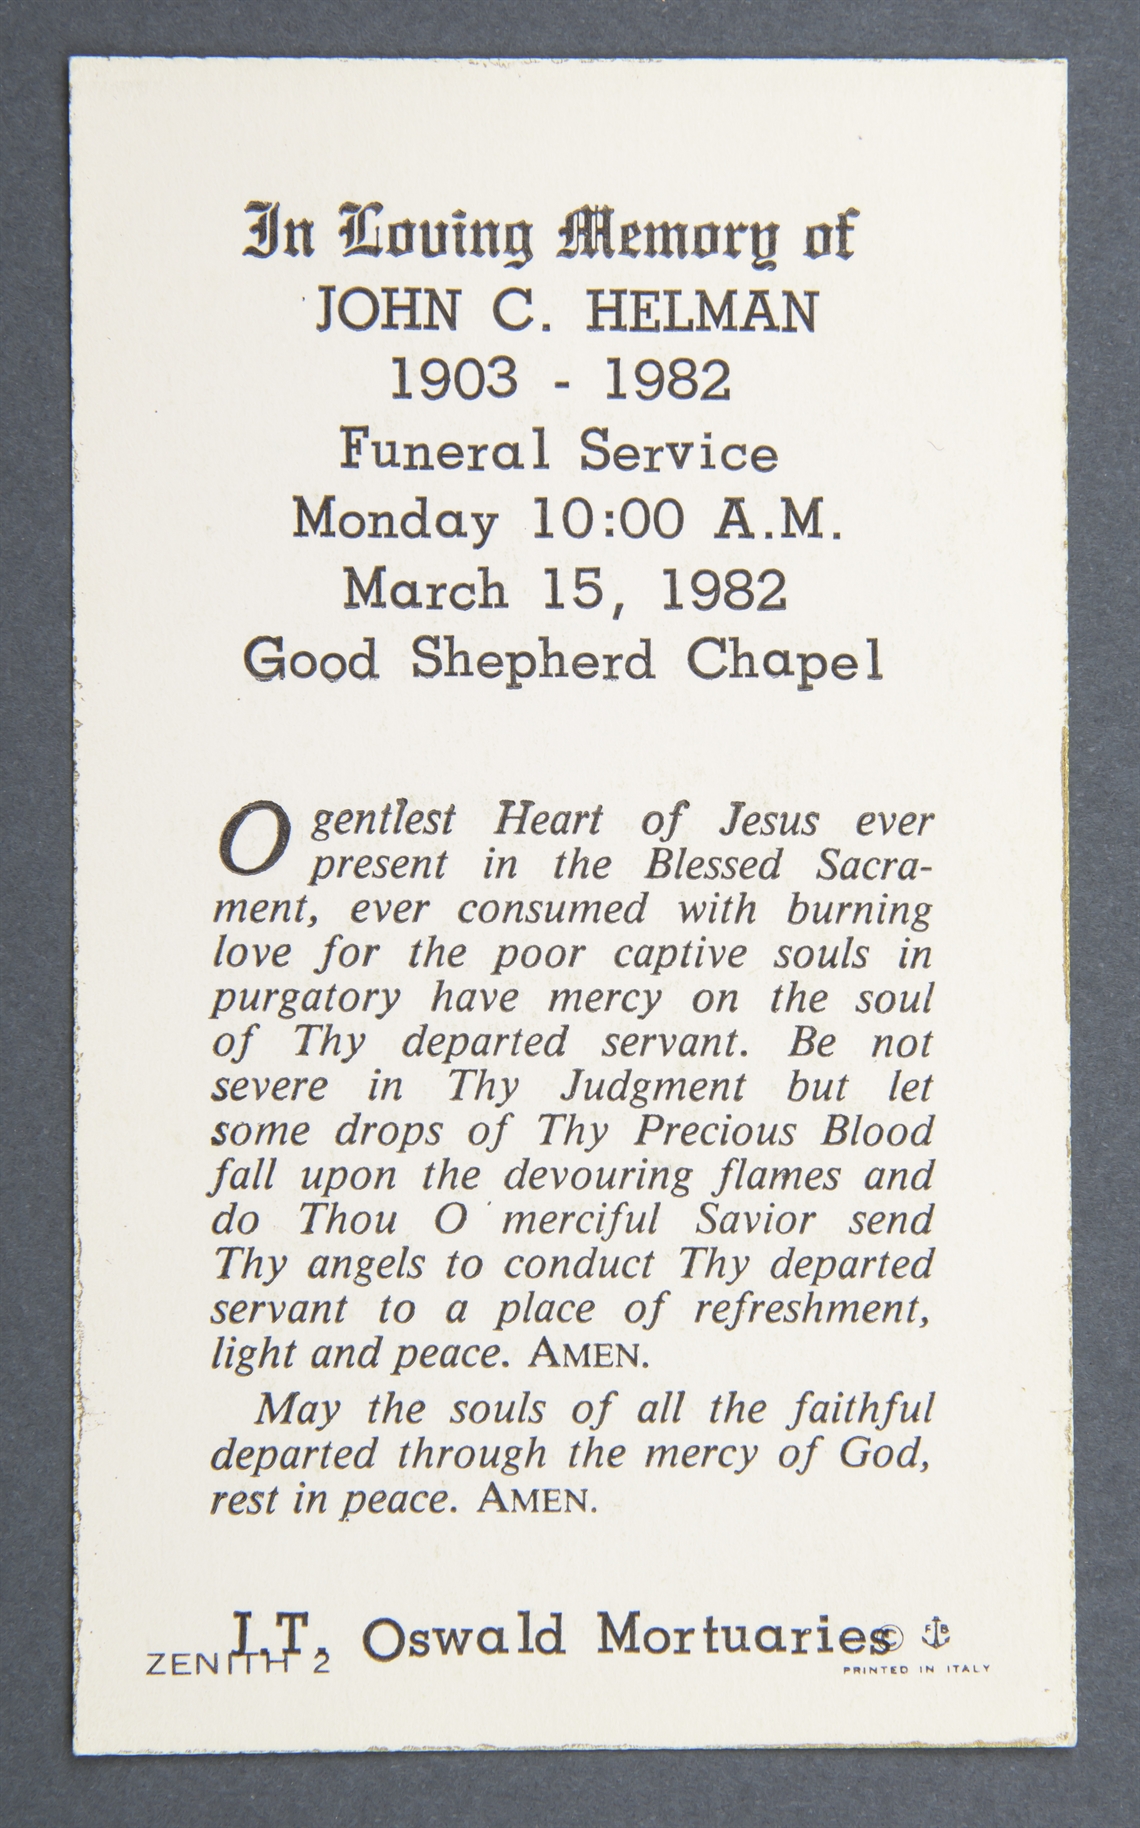 In Loving Memory of
JOHN C. HELMAN
1903 - 1982
Funeral Service
Monday 10:00 A.M.
March 15, 1982
Good Shepherd Chapel
O gentlest Heart of Jesus ever
present in the Blessed Sacra-
ment, ever consumed with burning
love for the poor captive souls in
purgatory have mercy on the soul
of Thy departed servant. Be not
severe in Thy Judgment but let
some drops of Thy Precious Blood
fall upon the devouring flames and
do Thou O merciful Savior send
Thy angels to conduct Thy departed
servant to a place of refreshment,
light and peace. AMEN.
May the souls of all the faithful
departed through the mercy of God,
rest in peace. AMEN.
J.T. Oswald Mortuaries
ZENITH 2
© FB
PRINTED IN ITALY